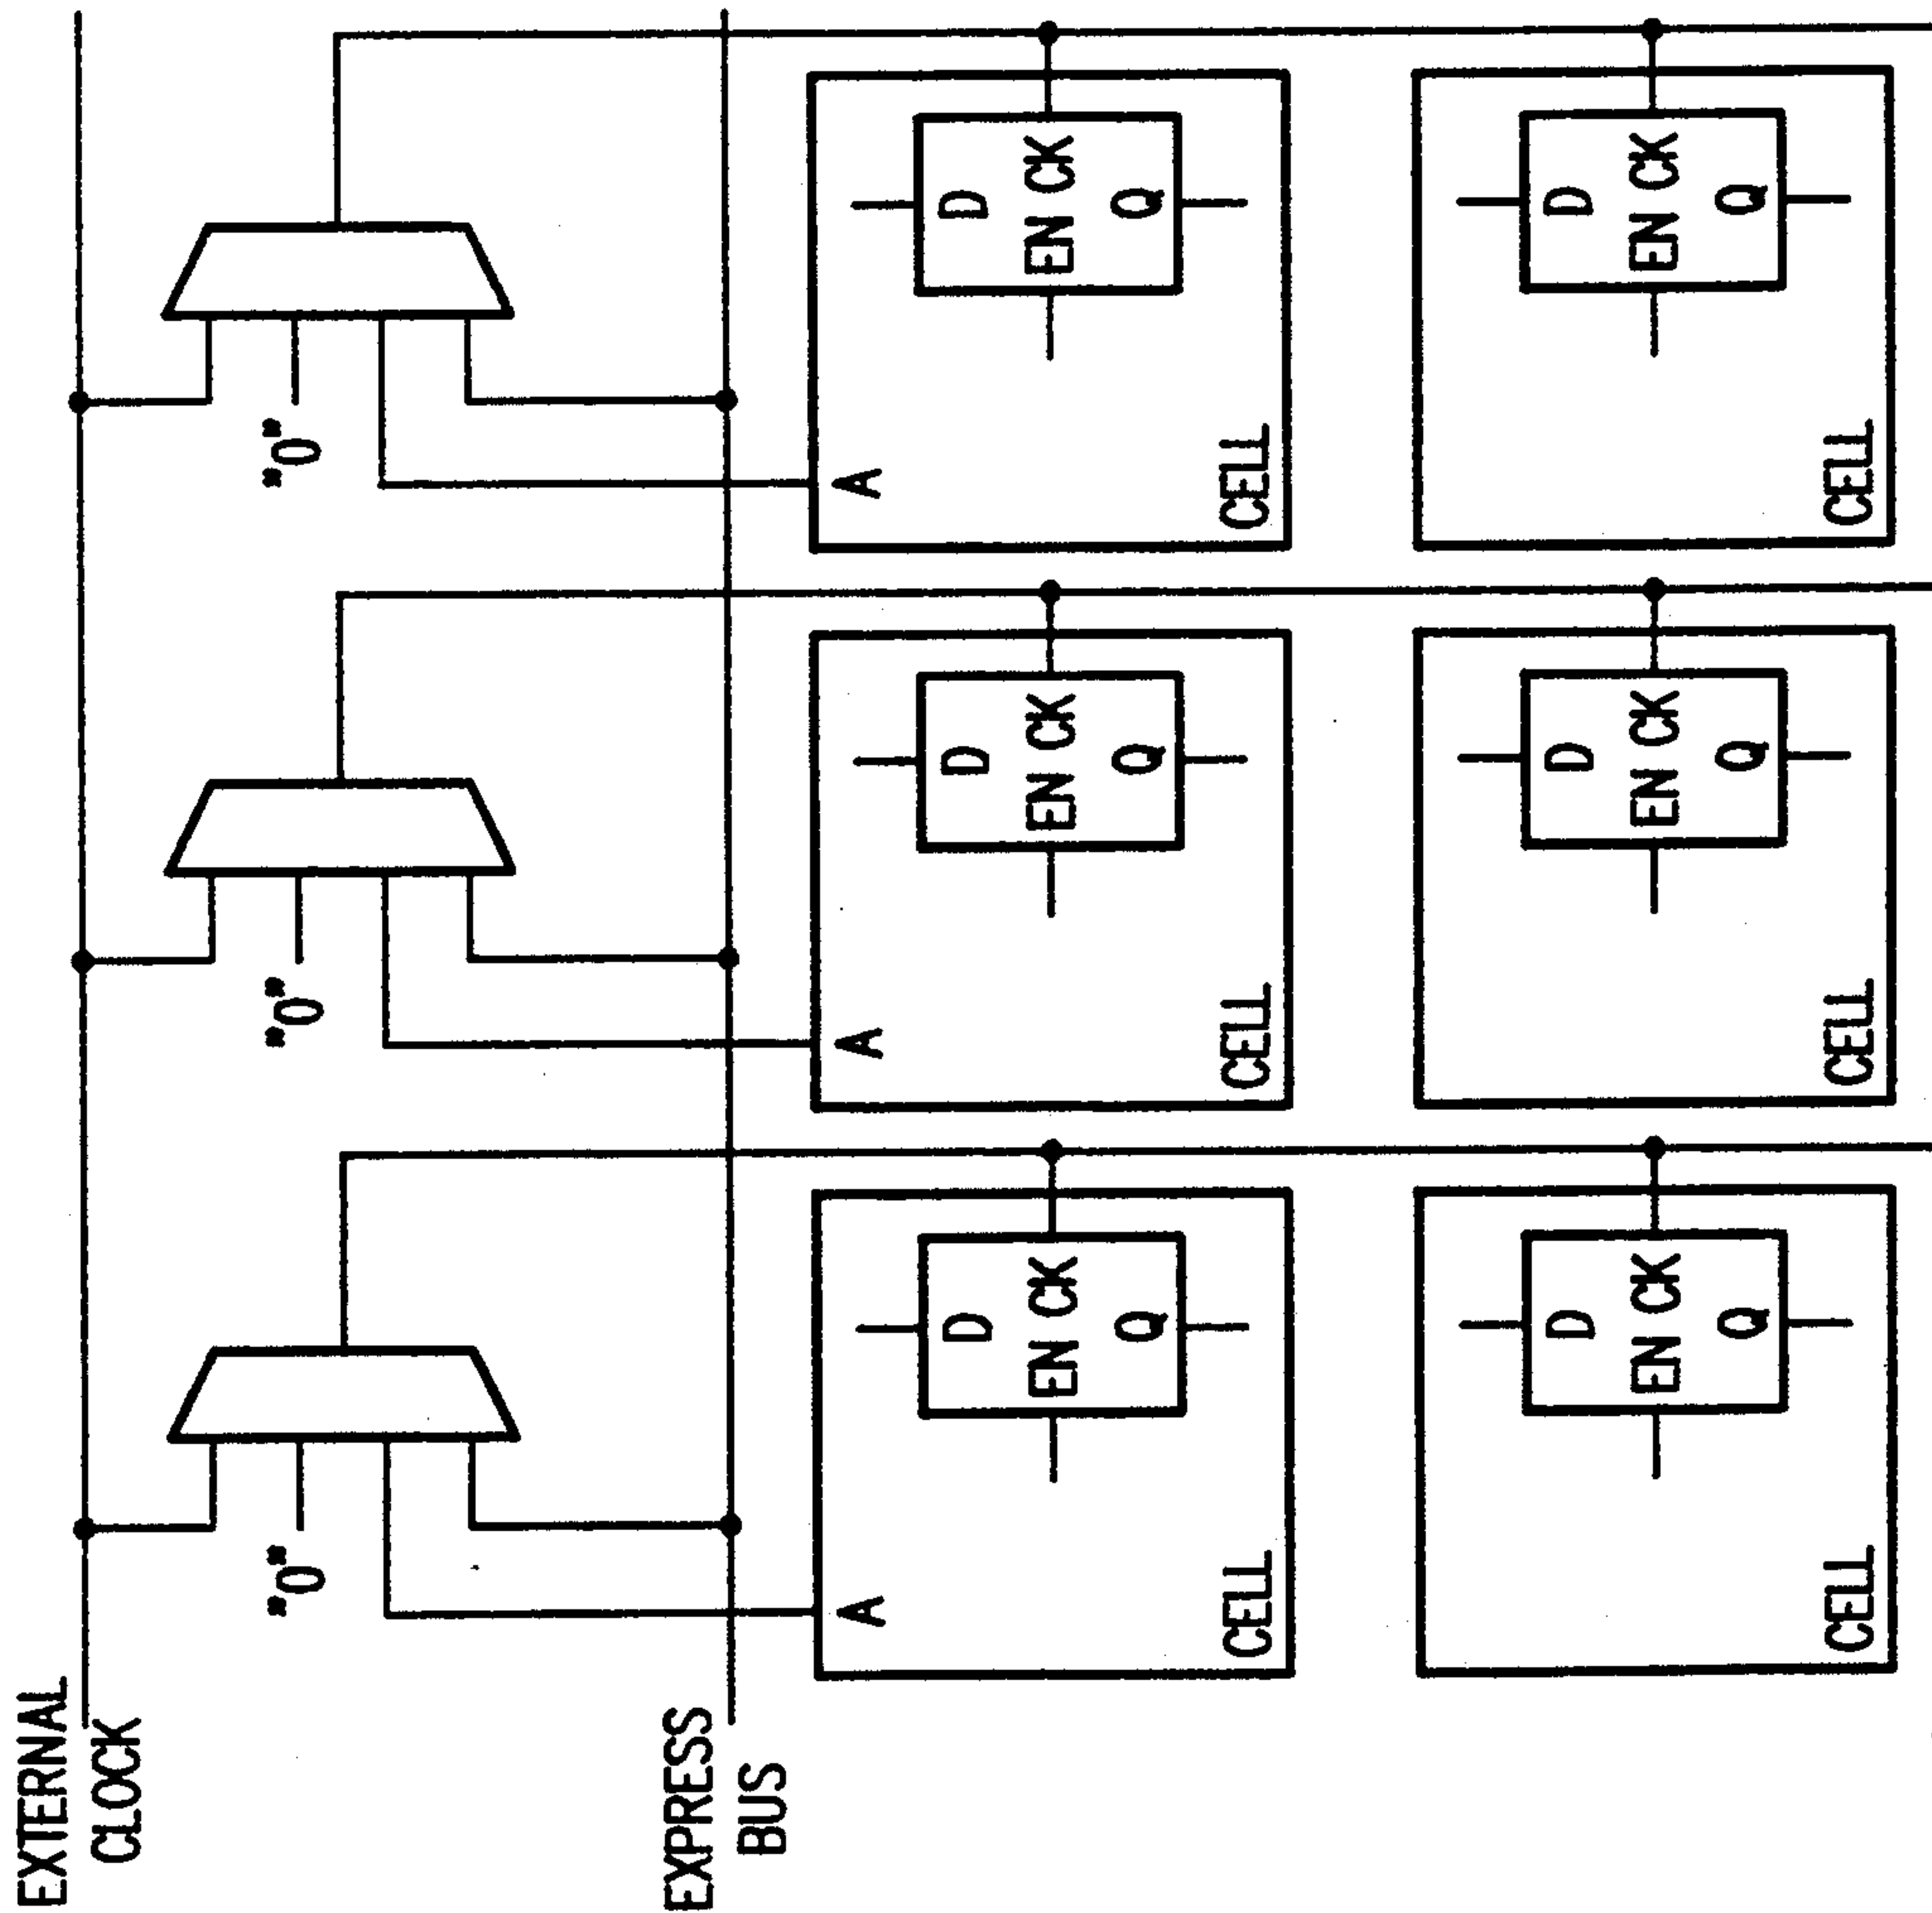 EXTERNAL
CLOCK
"0"
"0"
"0"
EXPRESS
BUS
A
A
A
D
D
D
EN CK
EN CK
EN CK
Q
Q
Q
CELL
CELL
CELL
D
D
D
EN CK
EN CK
EN CK
Q
Q
Q
CELL
CELL
CELL